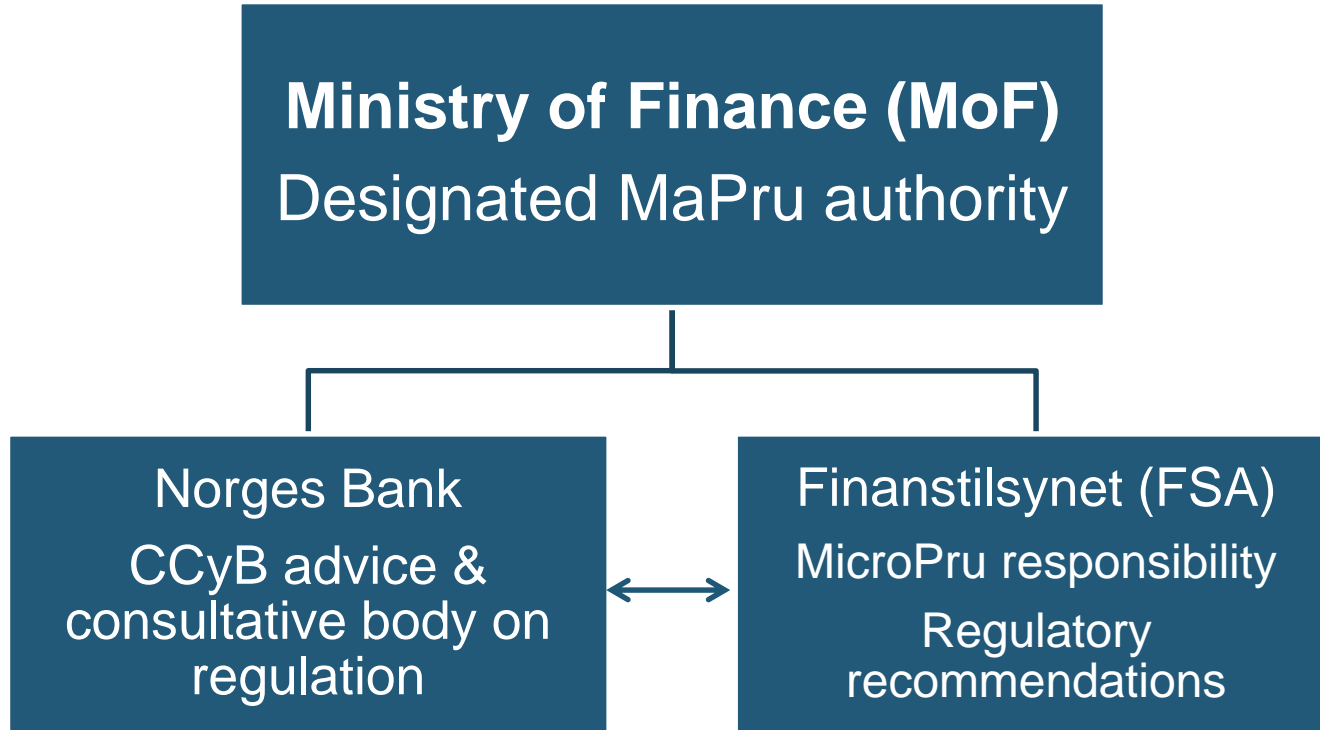 Ministry of Finance (MoF)
Designated MaPru authority
Norges Bank
CCyB advice &
consultative body on
regulation
Finanstilsynet (FSA)
MicroPru responsibility
Regulatory
recommendations